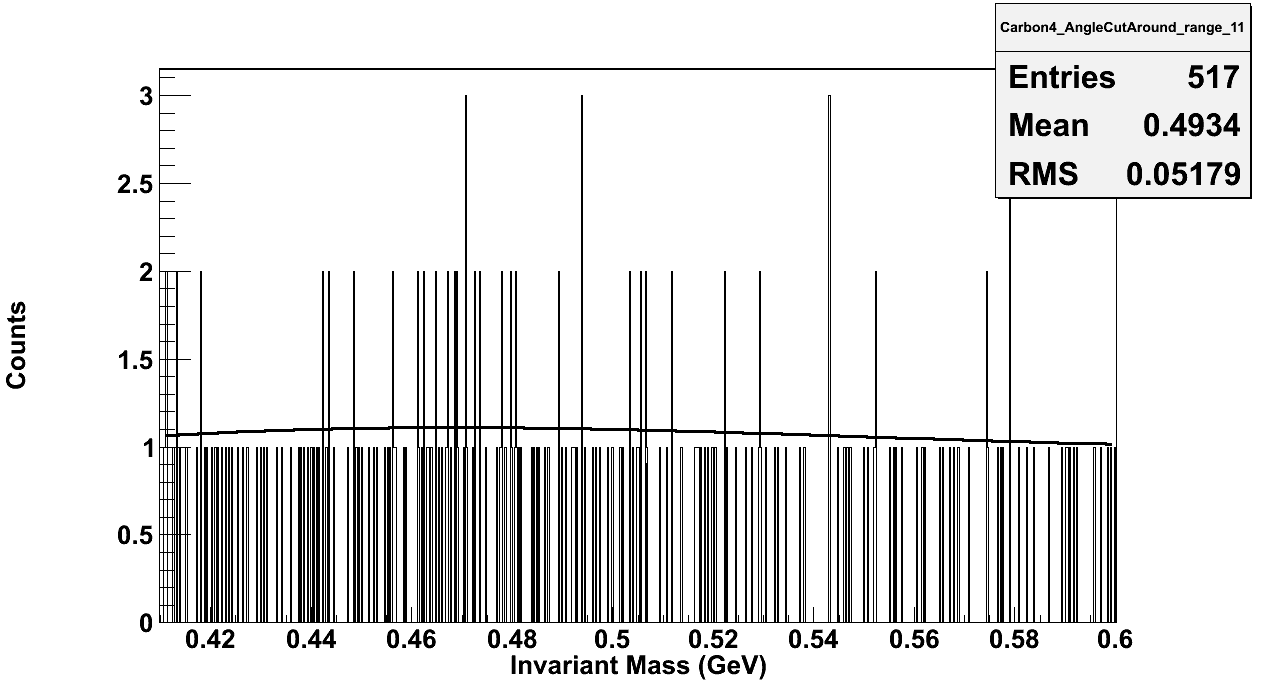 Carbon4_AngleCutAround_range_11
Entries 517
Mean 0.4934
RMS 0.05179
3
2.5
2
1.5
1
0.5
0
Counts
0.42 0.44 0.46 0.48 0.5 0.52 0.54 0.56 0.58 0.6
Invariant Mass (GeV)